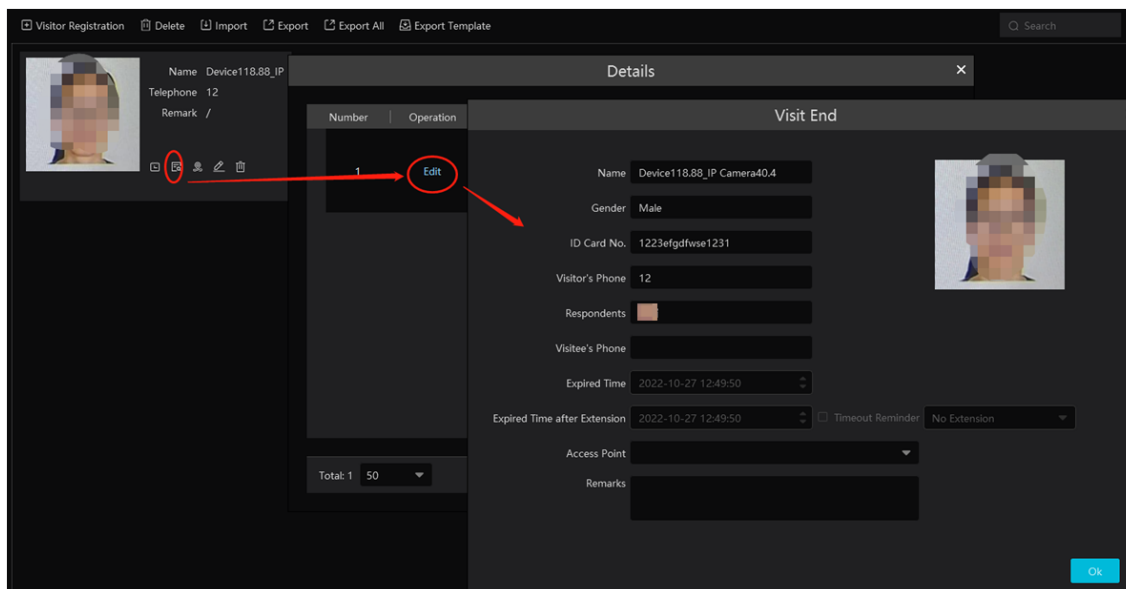 Visitor Registration Delete Import Export Export All Export Template Search
Name Device118.88_IP
Telephone 12
Remark /
Details
Number Operation
1 Edit
Total: 1 50
Visit End
Name Device118.88_IP Camera40.4
Gender Male
ID Card No. 1223efgdfwse1231
Visitor's Phone 12
Respondents
Visitee's Phone
Expired Time 2022-10-27 12:49:50
Expired Time after Extension 2022-10-27 12:49:50 Timeout Reminder No Extension
Access Point
Remarks
Ok